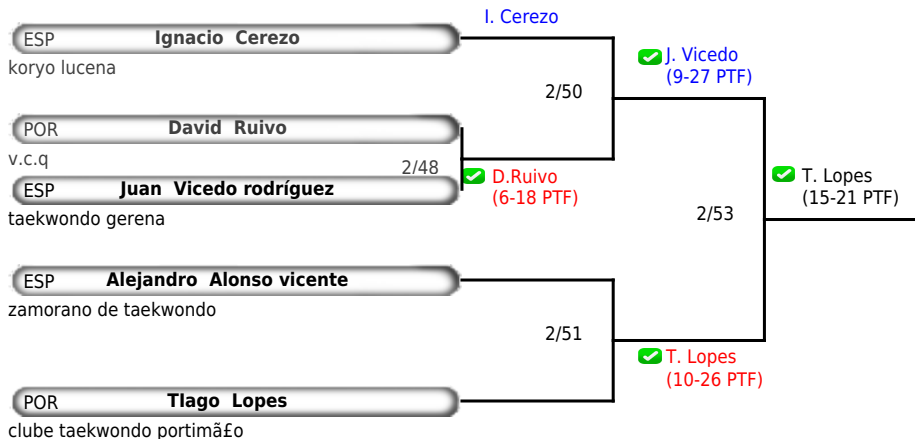 I. Cerezo
ESP Ignacio Cerezo
koryo lucena
J. Vicedo
(9-27 PTF)
2/50
POR David Ruivo
v.c.q
2/48
D.Ruivo
(6-18 PTF)
ESP Juan Vicedo rodríguez
taekwondo gerena
T. Lopes
(15-21 PTF)
2/53
ESP Alejandro Alonso vicente
zamorano de taekwondo
2/51
T. Lopes
(10-26 PTF)
POR TIago Lopes
clube taekwondo portimã£o